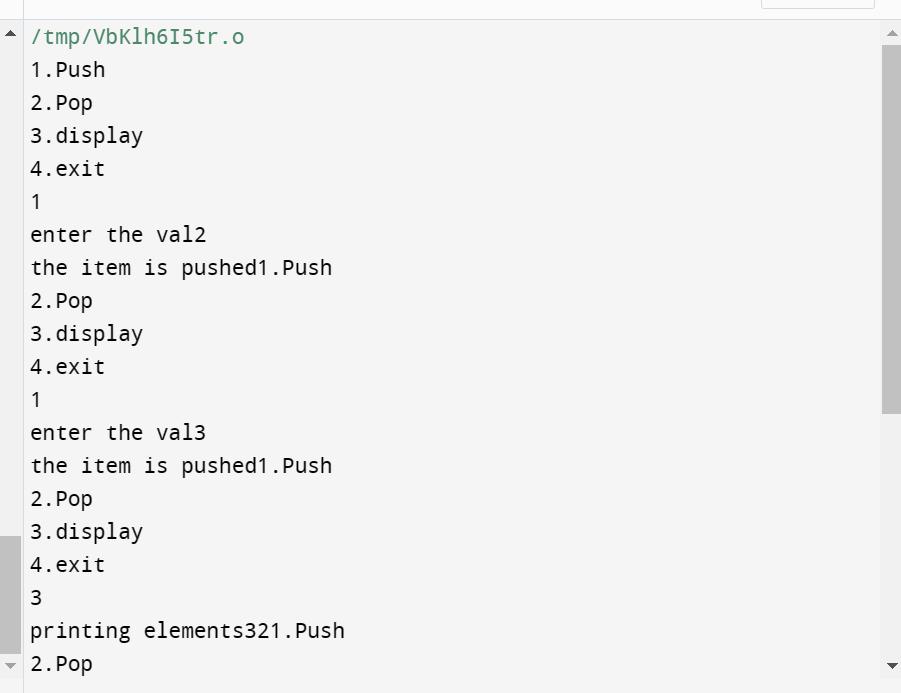 /tmp/VbKlh6I5tr.o
1.Push
2.Pop
3.display
4.exit
1
enter the val2
the item is pushed1.Push
2.Pop
3.display
4.exit
1
enter the val3
the item is pushed1.Push
2.Pop
3.display
4.exit
3
printing elements321.Push
2.Pop